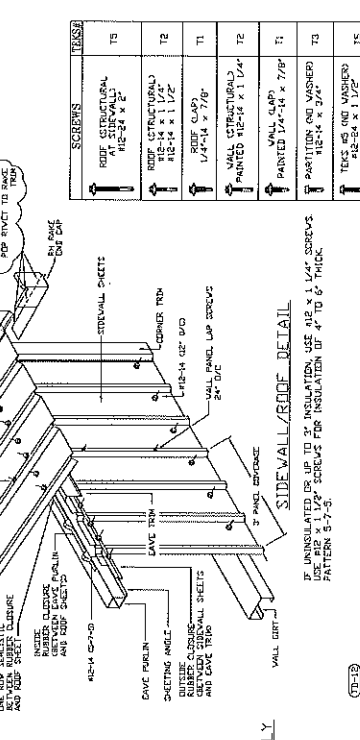 POP RIVET TO RAKE
TRIM
RH RAKE
END CAP
BETWEEN RUBBER CLOSURE
AND ROOF SHEET
INSIDE
RUBBER CLOSURE
(BETWEEN EAVE PURLIN
AND ROOF SHEETS)
#12-14 (5-7-5)
EAVE PURLIN
SHEETING ANGLE
OUTSIDE
RUBBER CLOSURE
(BETWEEN SIDEWALL SHEETS
AND EAVE TRIM)
EAVE TRIM
SIDEWALL SHEETS
CORNER TRIM
#12-14 (12" O/C)
WALL PANEL LAP SCREWS
24" O/C
3' PANEL COVERAGE
WALL GIRT
SIDEWALL/ROOF DETAIL
IF UNINSULATED OR UP TO 3" INSULATION, USE #12 x 1 1/4" SCREWS.
USE #12 x 1 1/2" SCREWS FOR INSULATION OF 4" TO 6" THICK.
PATTERN 5-7-5.
SCREWS TEKS#
ROOF (STRUCTURAL
AT SIDEWALL)
#12-24 x 2" T5
ROOF (STRUCTURAL)
#12-14 x 1 1/4"
#12-14 x 1 1/2" T2
ROOF (LAP)
1/4"-14 x 7/8" T1
WALL (STRUCTURAL)
PAINTED #12-14 x 1 1/4" T2
WALL (LAP)
PAINTED 1/4"-14 x 7/8" T1
PARTITION (NO WASHER)
#12-14 x 3/4" T3
TEKS #5 (NO WASHER)
#12-24 x 1 1/2" T5
LY
TD-12